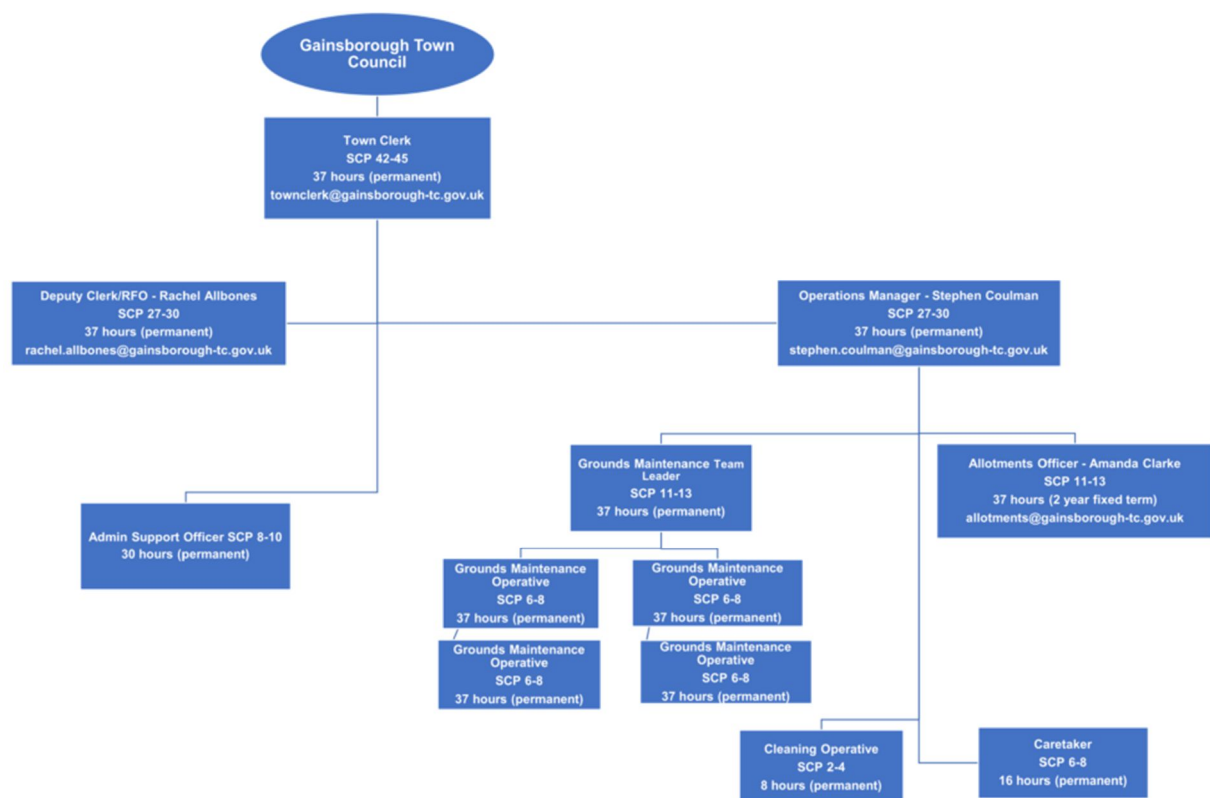 Gainsborough Town
Council
Town Clerk
SCP 42-45
37 hours (permanent)
townclerk@gainsborough-tc.gov.uk
Deputy Clerk/RFO - Rachel Allbones
SCP 27-30
37 hours (permanent)
rachel.allbones@gainsborough-tc.gov.uk
Operations Manager - Stephen Coulman
SCP 27-30
37 hours (permanent)
stephen.coulman@gainsborough-tc.gov.uk
Grounds Maintenance Team
Leader
SCP 11-13
37 hours (permanent)
Allotments Officer - Amanda Clarke
SCP 11-13
37 hours (2 year fixed term)
allotments@gainsborough-tc.gov.uk
Admin Support Officer SCP 8-10
30 hours (permanent)
Grounds Maintenance
Operative
SCP 6-8
37 hours (permanent)
Grounds Maintenance
Operative
SCP 6-8
37 hours (permanent)
Grounds Maintenance
Operative
SCP 6-8
37 hours (permanent)
Grounds Maintenance
Operative
SCP 6-8
37 hours (permanent)
Cleaning Operative
SCP 2-4
8 hours (permanent)
Caretaker
SCP 6-8
16 hours (permanent)